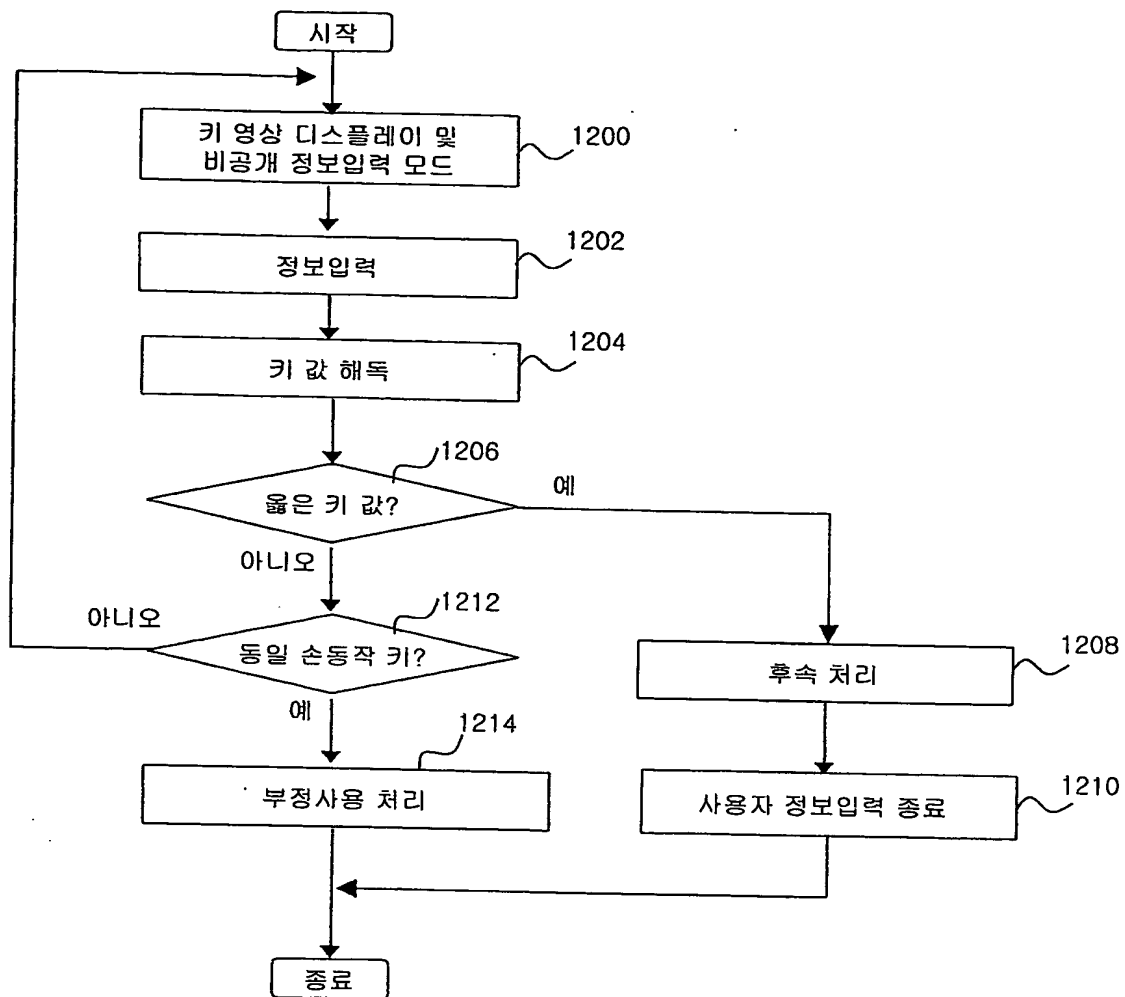 시작
키 영상 디스플레이 및
비공개 정보입력 모드
1200
정보입력
1202
키 값 해독
1204
옳은 키 값?
1206
예
아니오
동일 손동작 키?
1212
아니오
예
후속 처리
1208
부정사용 처리
1214
사용자 정보입력 종료
1210
종료